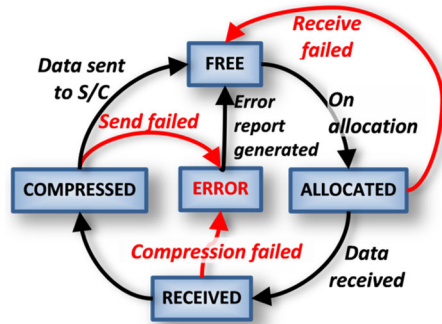 Receive
failed
Data sent
to S/C
FREE
Send failed
Error
report
generated
On
allocation
COMPRESSED
ERROR
ALLOCATED
Compression failed
Data
received
RECEIVED